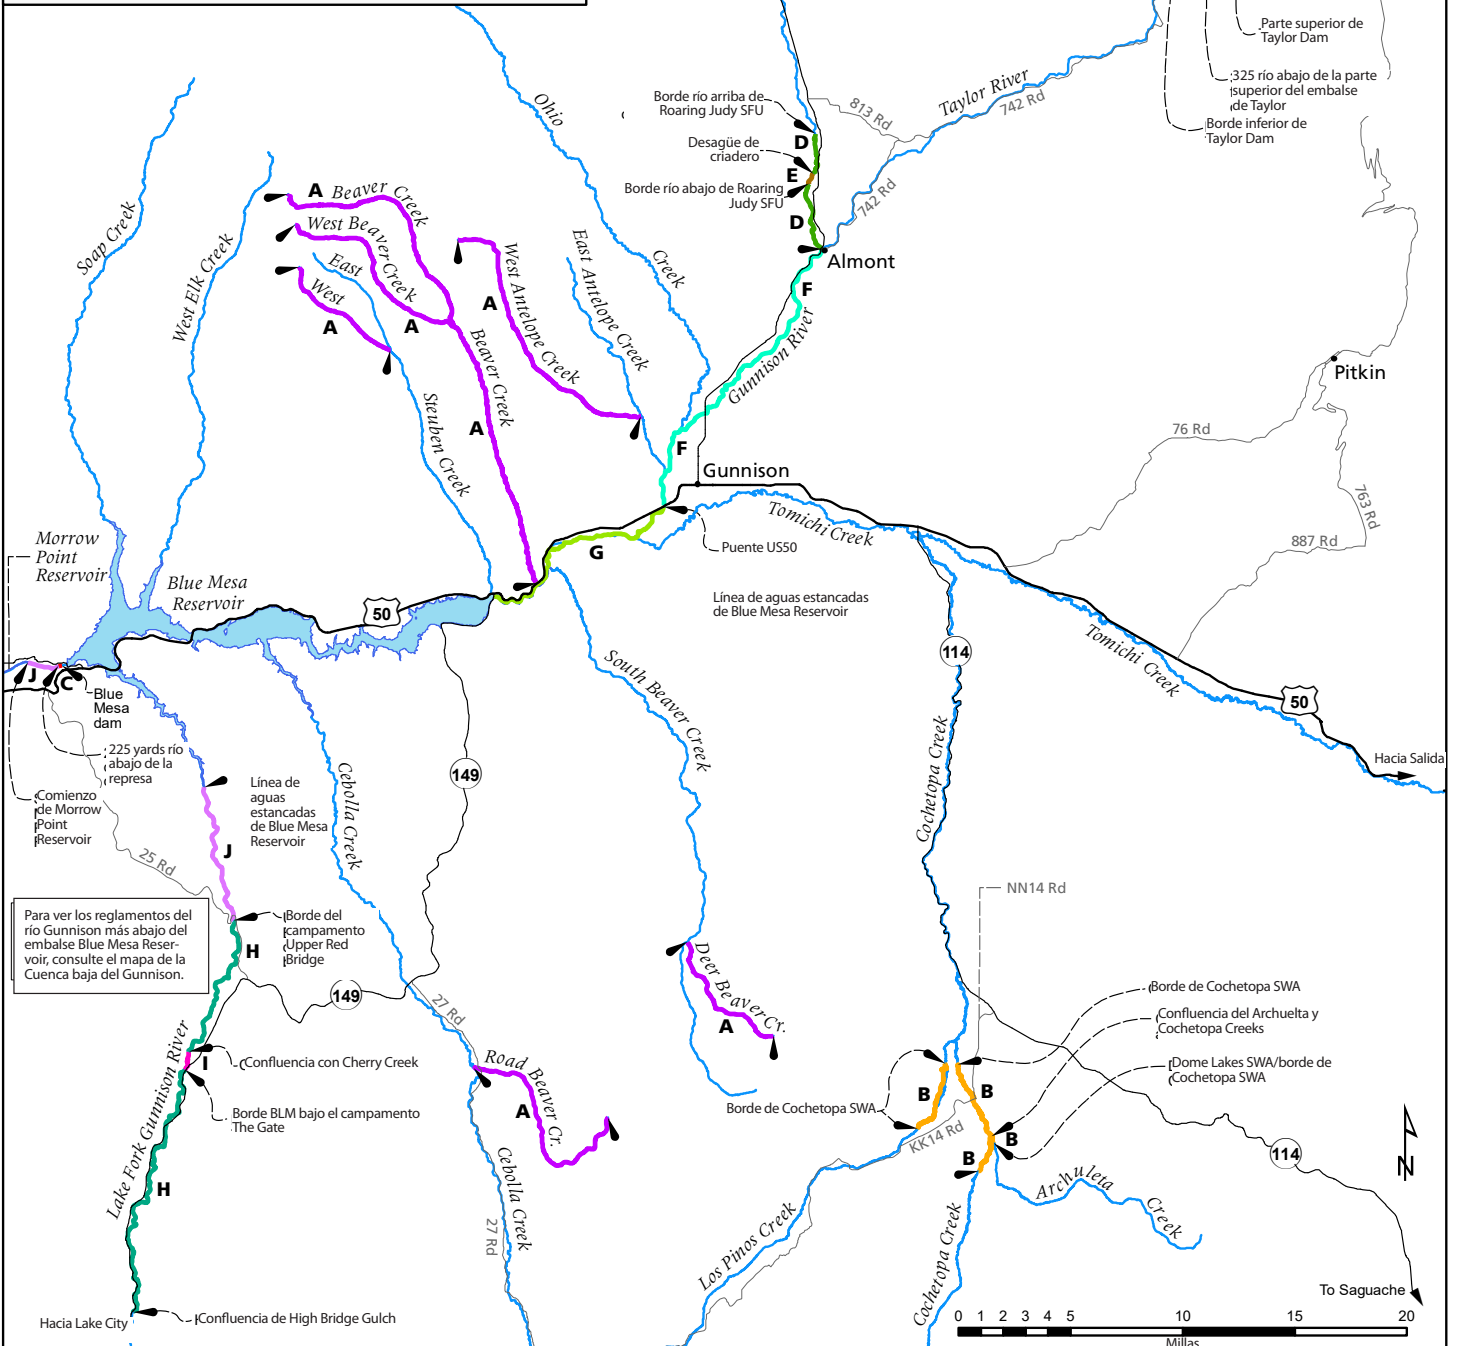 Parte superior de
Taylor Dam
325 río abajo de la parte
superior del embalse
de Taylor
Borde inferior de
Taylor Dam
Taylor River
742 Rd
813 Rd
742 Rd
Borde río arriba de
Roaring Judy SFU
Desagüe de
criadero
Borde río abajo de Roaring
Judy SFU
D
E
D
Almont
F
Gunnison River
F
Ohio
Creek
Soap Creek
West Elk Creek
A
Beaver Creek
West Beaver Creek
A
East
West
A
Steuben Creek
Beaver Creek
A
West Antelope Creek
A
East Antelope Creek
Pitkin
76 Rd
763 Rd
887 Rd
Gunnison
Tomichi Creek
Puente US50
G
Línea de aguas estancadas
de Blue Mesa Reservoir
Morrow
Point
Reservoir
Blue Mesa
Reservoir
50
J
C
Blue
Mesa
dam
225 yards río
abajo de la
represa
Comienzo
de Morrow
Point
Reservoir
Línea de
aguas
estancadas
de Blue Mesa
Reservoir
Cebolla Creek
149
South Beaver Creek
114
Cochetopa Creek
Tomichi Creek
50
Hacia Salida
J
25 Rd
Para ver los reglamentos del
río Gunnison más abajo del
embalse Blue Mesa Reser-
voir, consulte el mapa de la
Cuenca baja del Gunnison.
Borde del
campamento
Upper Red
Bridge
H
149
27 Rd
Deer Beaver Cr.
A
NN14 Rd
Borde de Cochetopa SWA
Confluencia del Archuelta y
Cochetopa Creeks
Dome Lakes SWA/borde de
Cochetopa SWA
Lake Fork Gunnison River
I
Confluencia con Cherry Creek
Borde BLM bajo el campamento
The Gate
H
Road Beaver Cr.
A
Cebolla Creek
27 Rd
Borde de Cochetopa SWA
B
B
B
B
KK14 Rd
Los Pinos Creek
Archuleta
Creek
Cochetopa Creek
114
N
To Saguache
Hacia Lake City
Confluencia de High Bridge Gulch
0 1 2 3 4 5 10 15 20
Millas